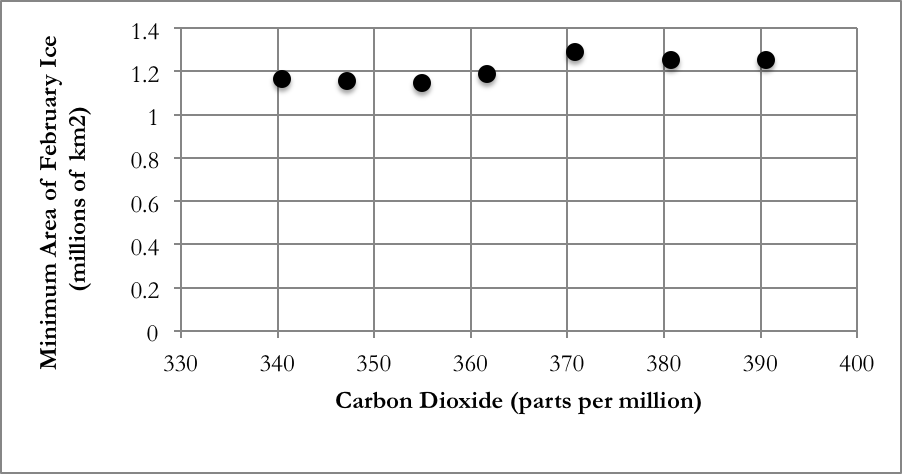 Minimum Area of February Ice
(millions of km2)
1.4
1.2
1
0.8
0.6
0.4
0.2
0
330 340 350 360 370 380 390 400
Carbon Dioxide (parts per million)